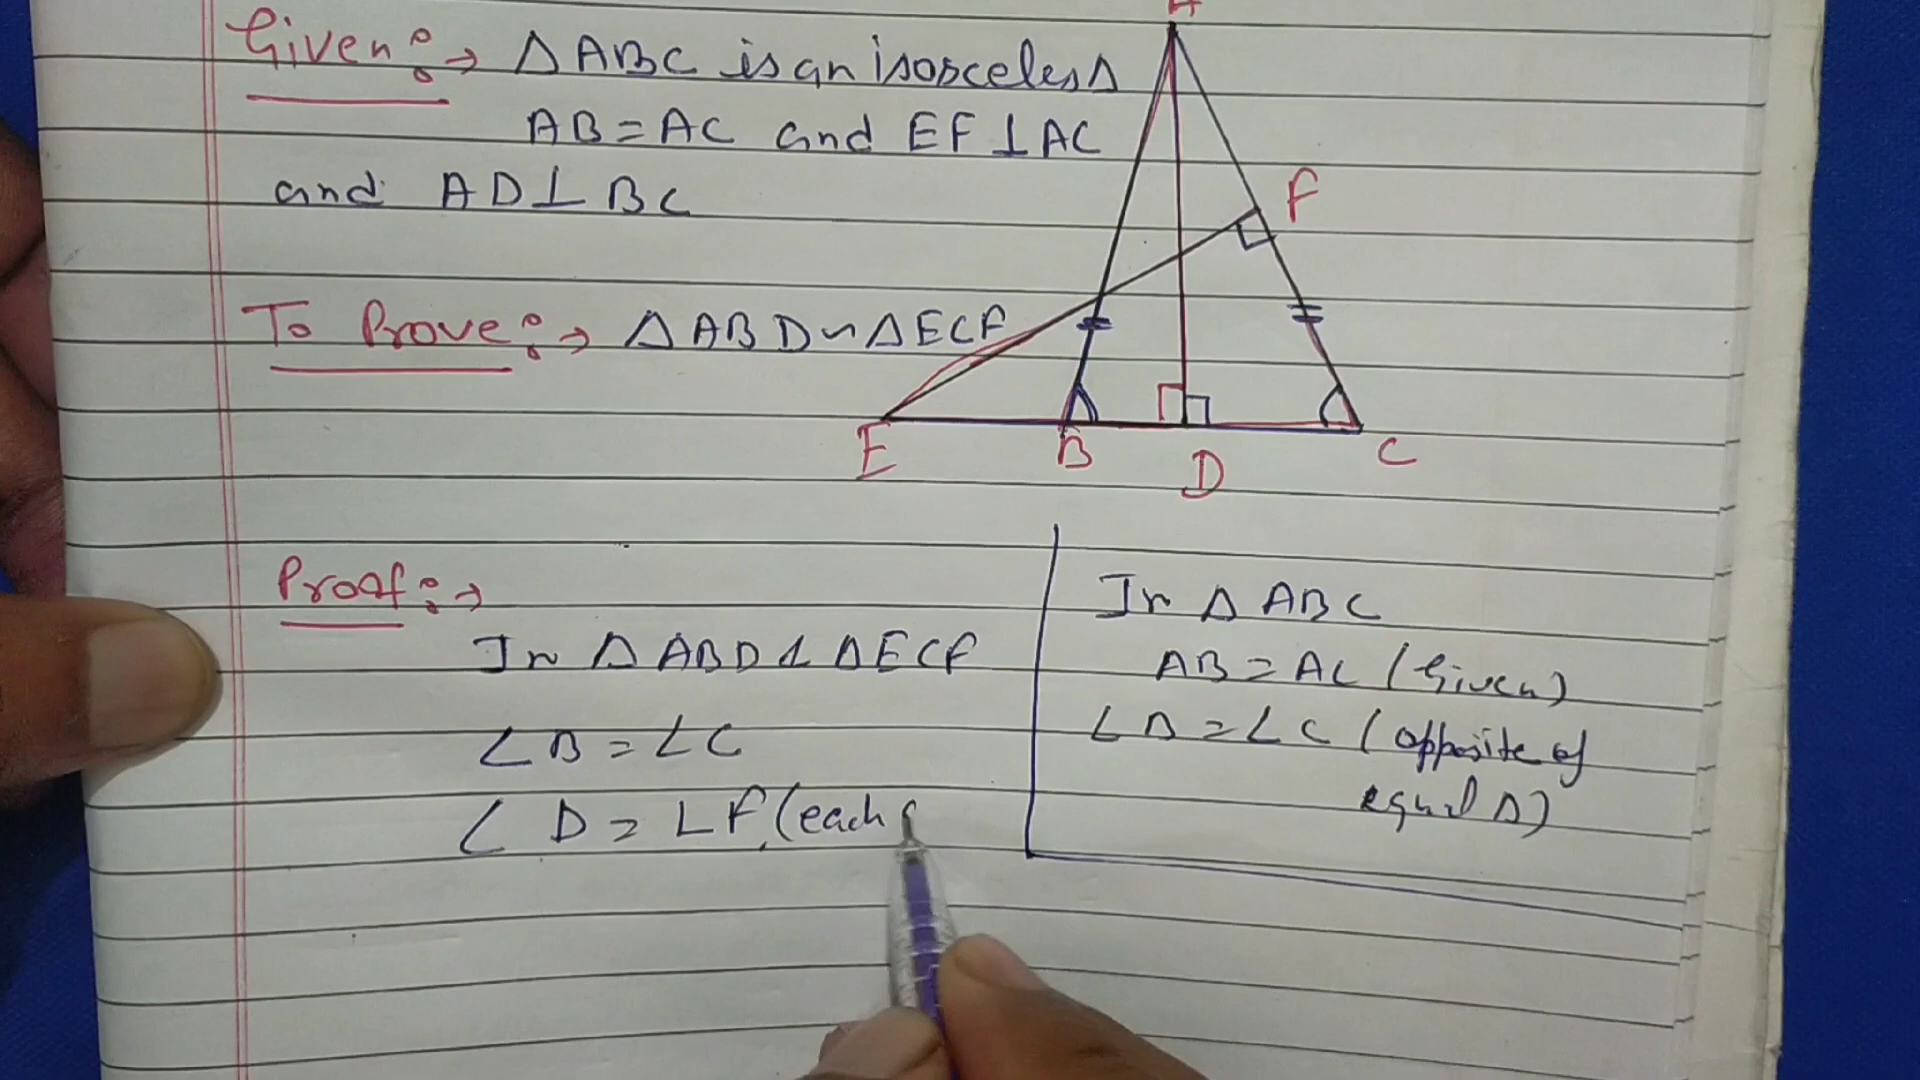 Given:→ △ABC is an isosceles△
AB=AC and EF⊥AC
and AD⊥BC
To Prove:→ △ABD~△ECF
A
F
E
B
D
C
Proof:→
In △ABD & △ECF
∠B=∠C
∠D=∠F (each
In △ABC
AB=AC (Given)
∠B=∠C (opposite of
equal △)